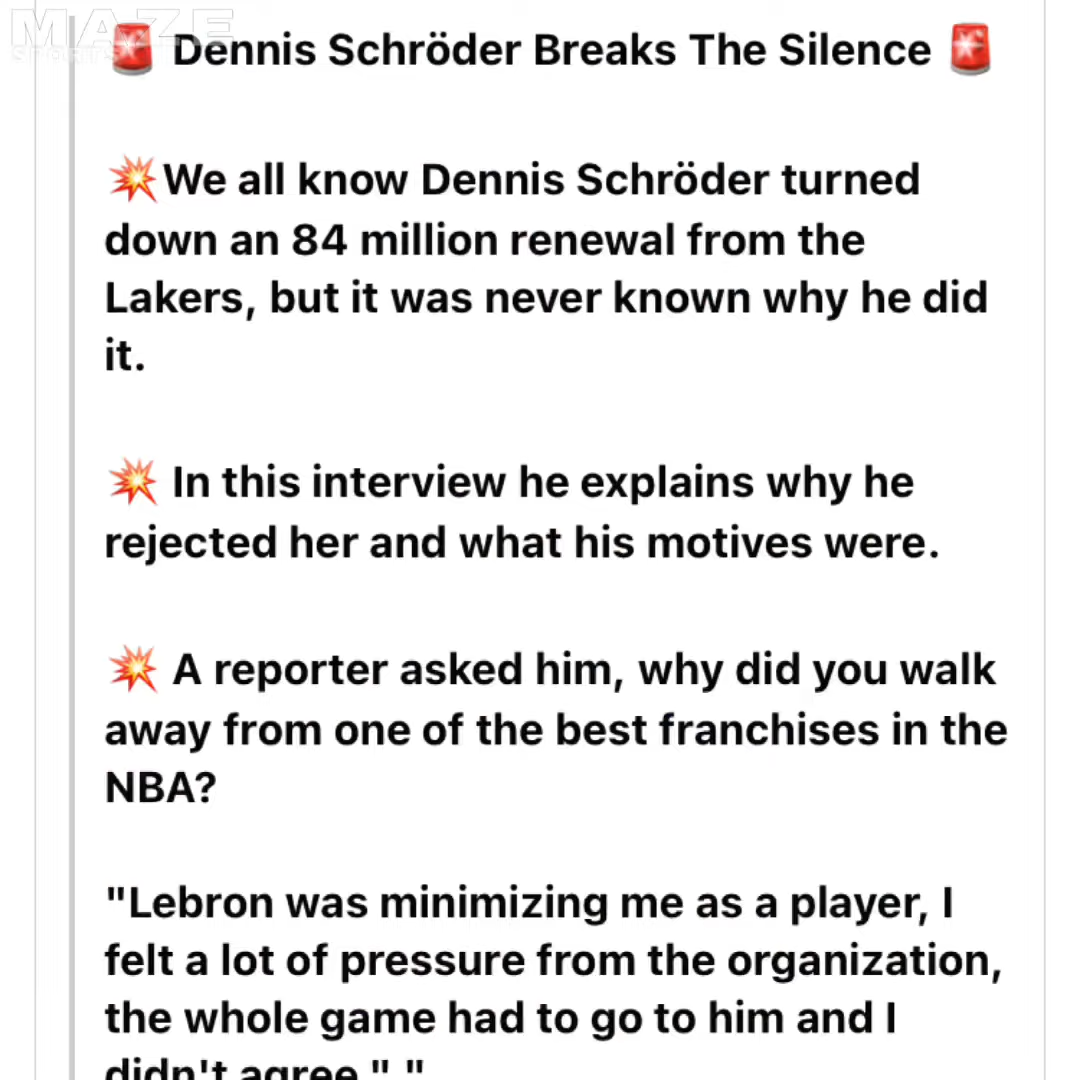 MAZE
SPORTS
🚨 Dennis Schröder Breaks The Silence 🚨
💥We all know Dennis Schröder turned
down an 84 million renewal from the
Lakers, but it was never known why he did
it.
💥 In this interview he explains why he
rejected her and what his motives were.
💥 A reporter asked him, why did you walk
away from one of the best franchises in the
NBA?
"Lebron was minimizing me as a player, I
felt a lot of pressure from the organization,
the whole game had to go to him and I
didn't agree." "